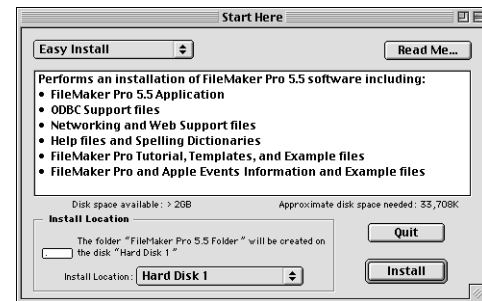 Start Here
Easy Install
Read Me...
Performs an installation of FileMaker Pro 5.5 software including:
• FileMaker Pro 5.5 Application
• ODBC Support files
• Networking and Web Support files
• Help files and Spelling Dictionaries
• FileMaker Pro Tutorial, Templates, and Example files
• FileMaker Pro and Apple Events Information and Example files
Disk space available: > 2GB Approximate disk space needed: 33,708K
Install Location
The folder "FileMaker Pro 5.5 Folder" will be created on
the disk "Hard Disk 1"
Install Location: Hard Disk 1
Quit
Install